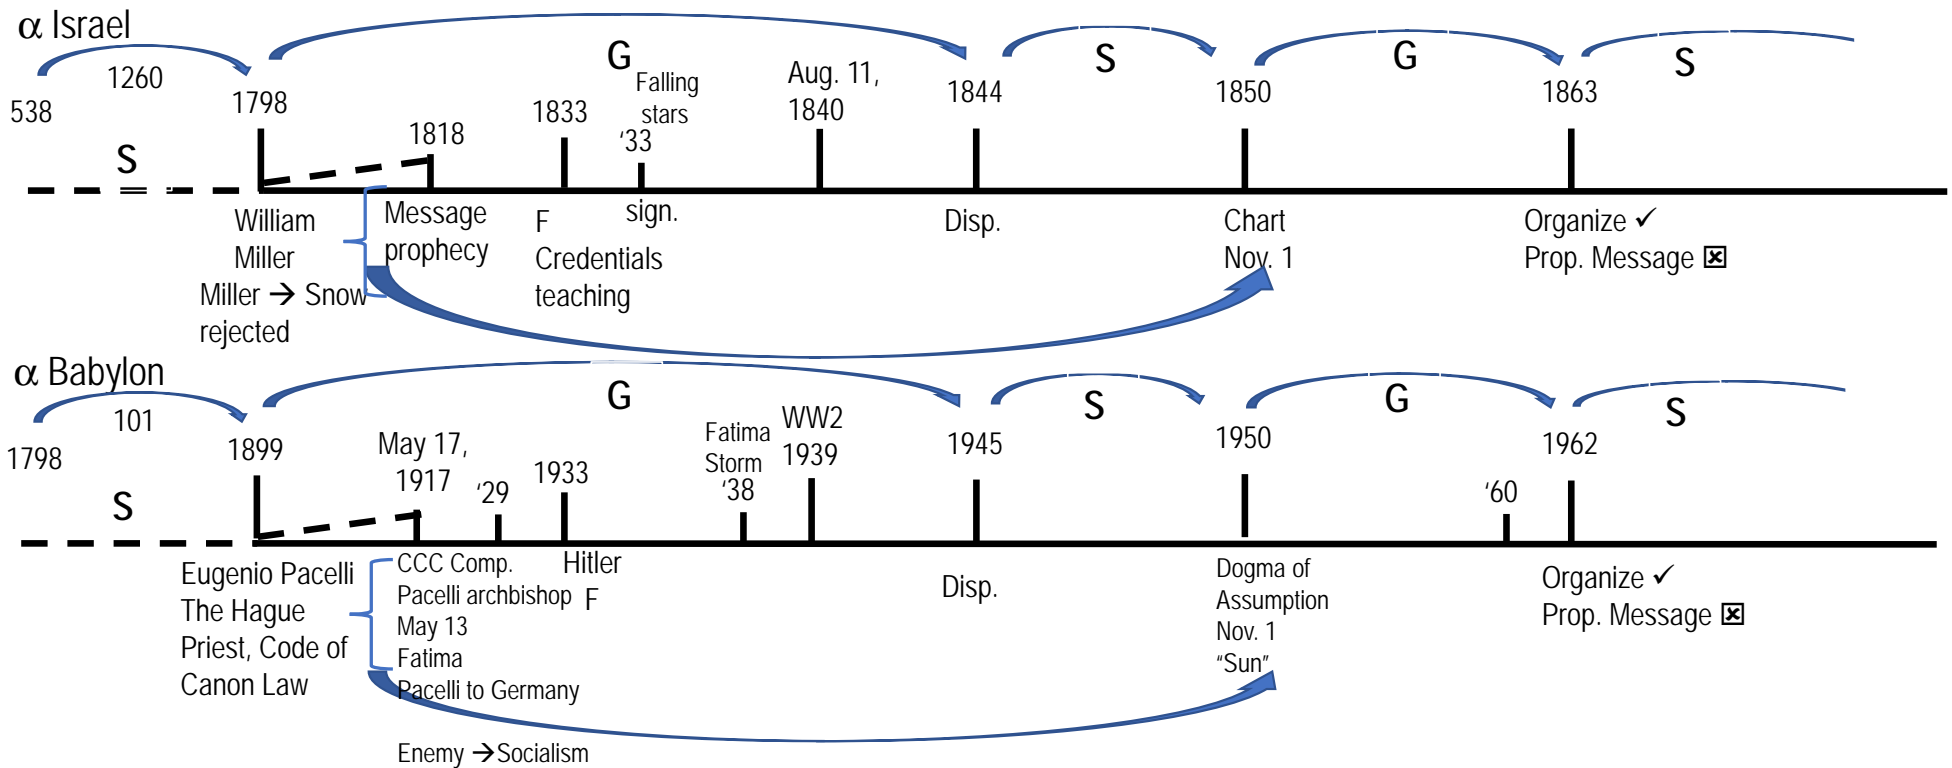 α Israel
538
1260
S
1798
G
1818
1833
Falling
stars
‘33
Aug. 11,
1840
1844
S
1850
G
1863
S
William
Miller
Miller → Snow
rejected
Message
prophecy
F
Credentials
teaching
sign.
Disp.
Chart
Nov. 1
Organize ✓
Prop. Message ☒
α Babylon
1798
101
S
1899
G
May 17,
1917
‘29
1933
Fatima
Storm
‘38
WW2
1939
1945
S
1950
G
‘60
1962
S
Eugenio Pacelli
The Hague
Priest, Code of
Canon Law
CCC Comp.
Pacelli archbishop
May 13
Fatima
Pacelli to Germany
Hitler
F
Disp.
Dogma of
Assumption
Nov. 1
“Sun”
Organize ✓
Prop. Message ☒
Enemy → Socialism